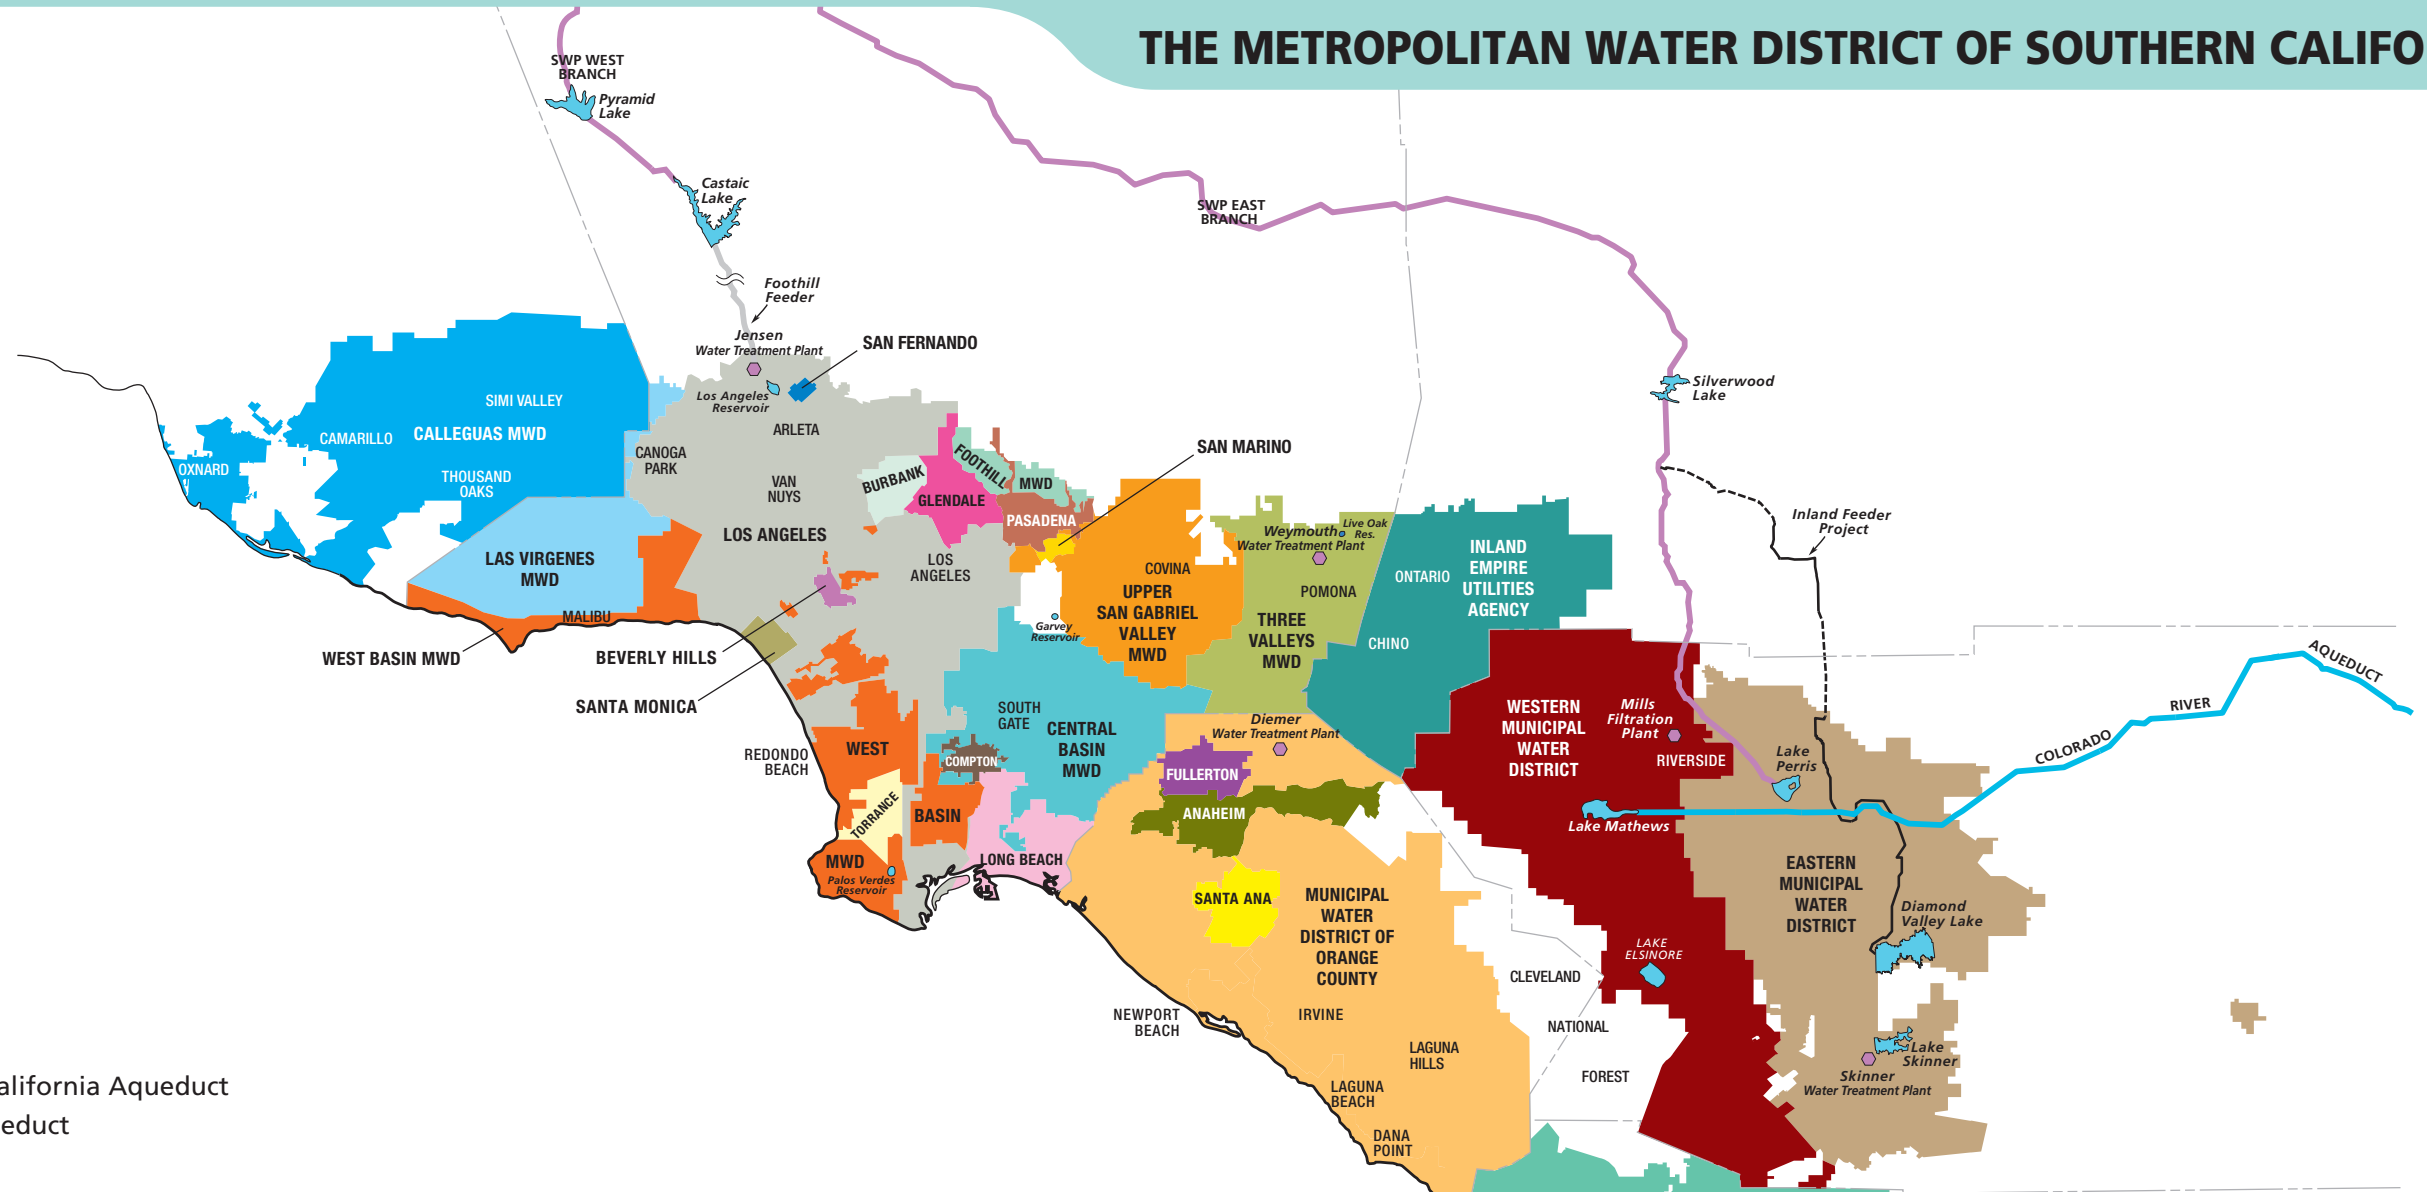 THE METROPOLITAN WATER DISTRICT OF SOUTHERN CALIFO
SWP WEST
BRANCH
Pyramid
Lake
Castaic
Lake
SWP EAST
BRANCH
Foothill
Feeder
Jensen
Water Treatment Plant
SAN FERNANDO
Los Angeles
Reservoir
Silverwood
Lake
SIMI VALLEY
CAMARILLO
CALLEGUAS MWD
OXNARD
THOUSAND
OAKS
CANOGA
PARK
ARLETA
VAN
NUYS
BURBANK
GLENDALE
FOOTHILL
MWD
PASADENA
SAN MARINO
LOS ANGELES
LOS
ANGELES
LAS VIRGENES
MWD
MALIBU
WEST BASIN MWD
BEVERLY HILLS
SANTA MONICA
Garvey
Reservoir
COVINA
UPPER
SAN GABRIEL
VALLEY
MWD
Live Oak
Res.
Weymouth
Water Treatment Plant
POMONA
THREE
VALLEYS
MWD
ONTARIO
INLAND
EMPIRE
UTILITIES
AGENCY
CHINO
Inland Feeder
Project
COLORADO
RIVER
AQUEDUCT
REDONDO
BEACH
WEST
BASIN
MWD
TORRANCE
Palos Verdes
Reservoir
COMPTON
SOUTH
GATE
CENTRAL
BASIN
MWD
LONG BEACH
Diemer
Water Treatment Plant
FULLERTON
ANAHEIM
SANTA ANA
MUNICIPAL
WATER
DISTRICT OF
ORANGE
COUNTY
WESTERN
MUNICIPAL
WATER
DISTRICT
Mills
Filtration
Plant
RIVERSIDE
Lake
Perris
Lake Mathews
EASTERN
MUNICIPAL
WATER
DISTRICT
Diamond
Valley Lake
LAKE
ELSINORE
CLEVELAND
NATIONAL
FOREST
NEWPORT
BEACH
IRVINE
LAGUNA
HILLS
LAGUNA
BEACH
DANA
POINT
Lake
Skinner
Skinner
Water Treatment Plant
alifornia Aqueduct
educt